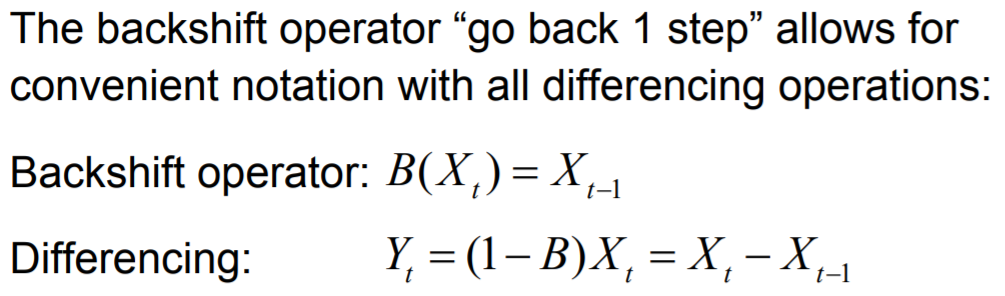 The backshift operator “go back 1 step” allows for
convenient notation with all differencing operations:
Backshift operator: B(X_t) = X_{t−1}
Differencing: Y_t = (1 − B)X_t = X_t − X_{t−1}